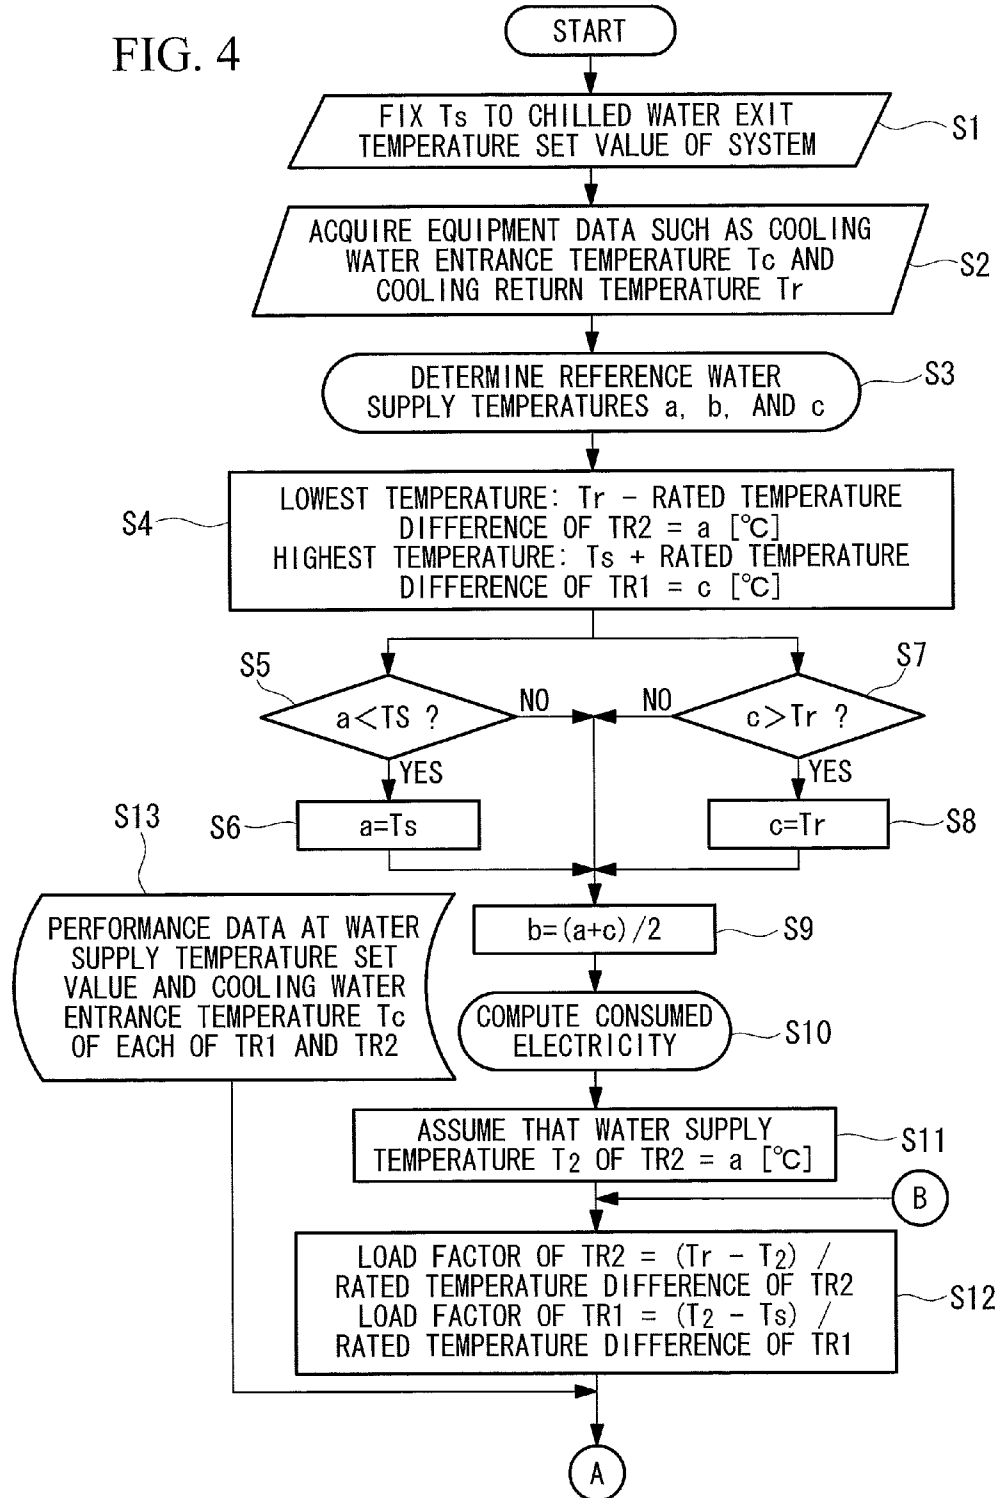 FIG. 4
START
FIX Ts TO CHILLED WATER EXIT
TEMPERATURE SET VALUE OF SYSTEM
S1
ACQUIRE EQUIPMENT DATA SUCH AS COOLING
WATER ENTRANCE TEMPERATURE Tc AND
COOLING RETURN TEMPERATURE Tr
S2
DETERMINE REFERENCE WATER
SUPPLY TEMPERATURES a, b, AND c
S3
S4
LOWEST TEMPERATURE: Tr − RATED TEMPERATURE
DIFFERENCE OF TR2 = a [℃]
HIGHEST TEMPERATURE: Ts + RATED TEMPERATURE
DIFFERENCE OF TR1 = c [℃]
S5
a<TS ?
NO
YES
S7
c>Tr ?
NO
YES
S6
a=Ts
c=Tr
S8
S13
PERFORMANCE DATA AT WATER
SUPPLY TEMPERATURE SET
VALUE AND COOLING WATER
ENTRANCE TEMPERATURE Tc
OF EACH OF TR1 AND TR2
b=(a+c)/2
S9
COMPUTE CONSUMED
ELECTRICITY
S10
ASSUME THAT WATER SUPPLY
TEMPERATURE T2 OF TR2 = a [℃]
S11
B
LOAD FACTOR OF TR2 = (Tr − T2) /
RATED TEMPERATURE DIFFERENCE OF TR2
LOAD FACTOR OF TR1 = (T2 − Ts) /
RATED TEMPERATURE DIFFERENCE OF TR1
S12
A